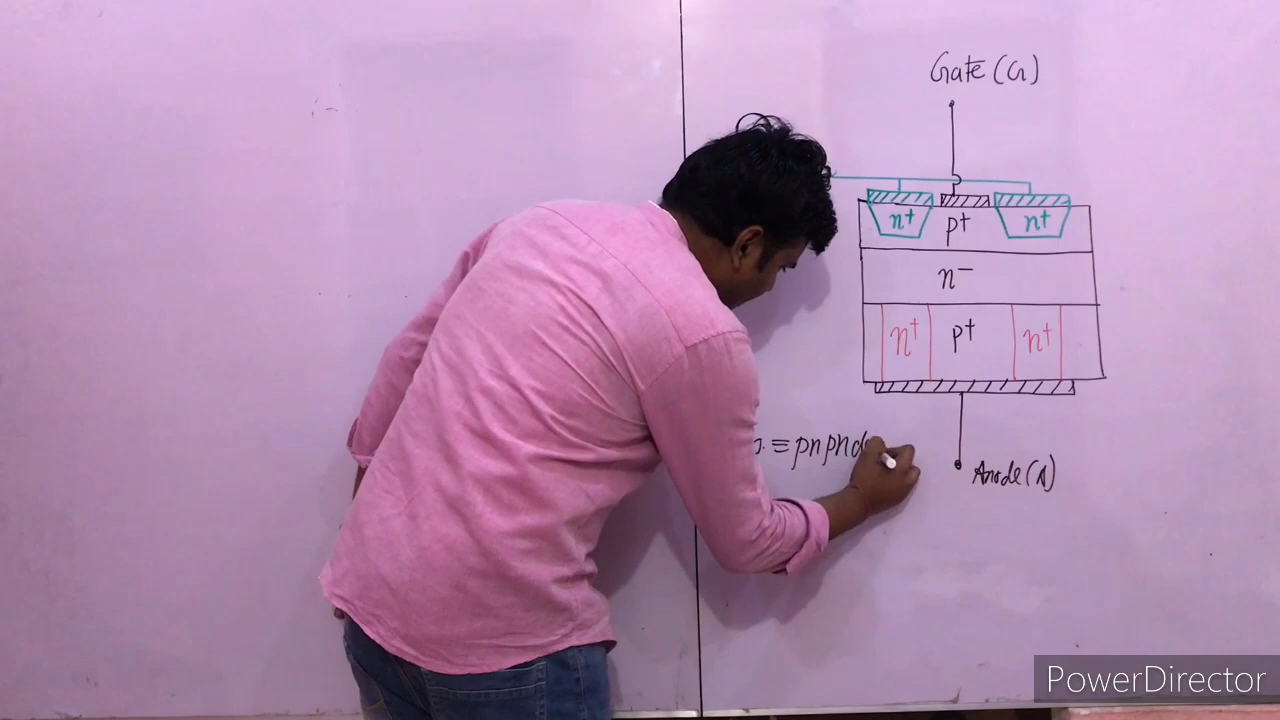 Gate (G)
n+ p+ n+
n−
n+ p+ n+
≡ pnpn
Anode (A)
PowerDirector